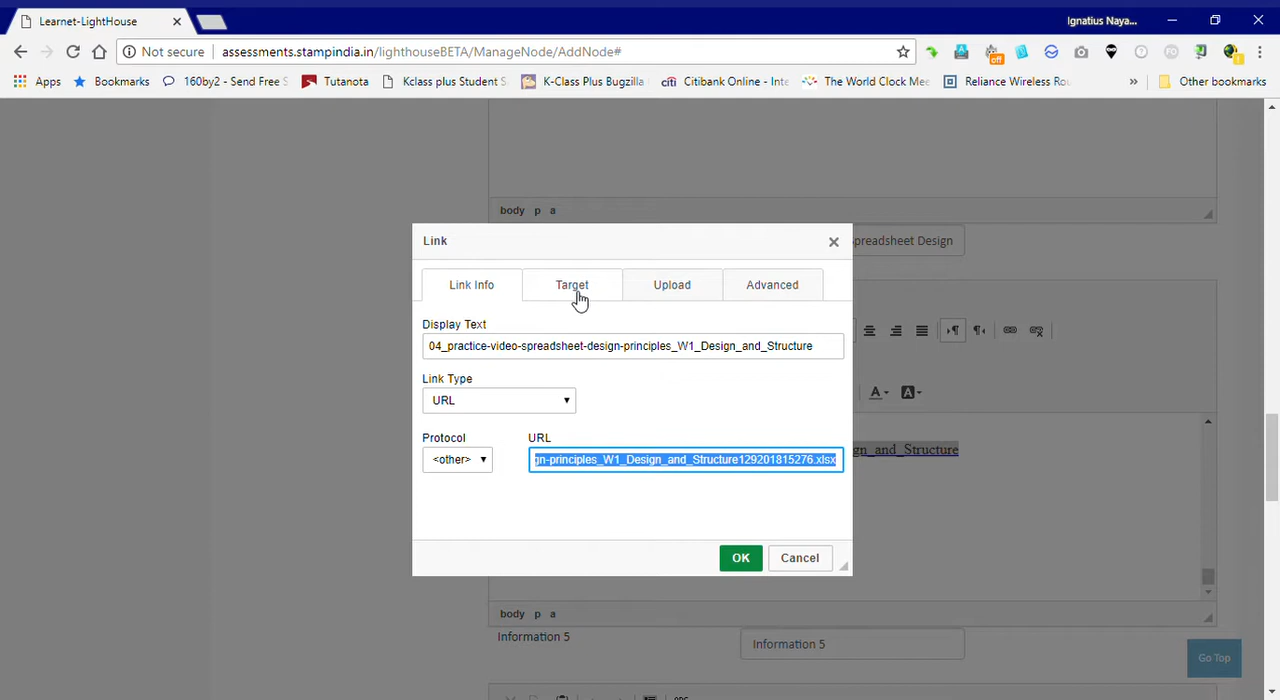 Learnet-LightHouse
Ignatius Naya...
Not secure
assessments.stampindia.in/lighthouseBETA/ManageNode/AddNode#
off
Apps
Bookmarks
160by2 - Send Free S
Tutanota
Kclass plus Student S
K-Class Plus Bugzilla
citi Citibank Online - Inte
The World Clock Mee
Reliance Wireless Rou
»
Other bookmarks
body p a
Link
preadsheet Design
Link Info
Target
Upload
Advanced
Display Text
04_practice-video-spreadsheet-design-principles_W1_Design_and_Structure
Link Type
URL
Protocol
URL
<other>
gn-principles_W1_Design_and_Structure129201815276.xlsx
gn_and_Structure
OK
Cancel
body p a
Information 5
Information 5
Go Top